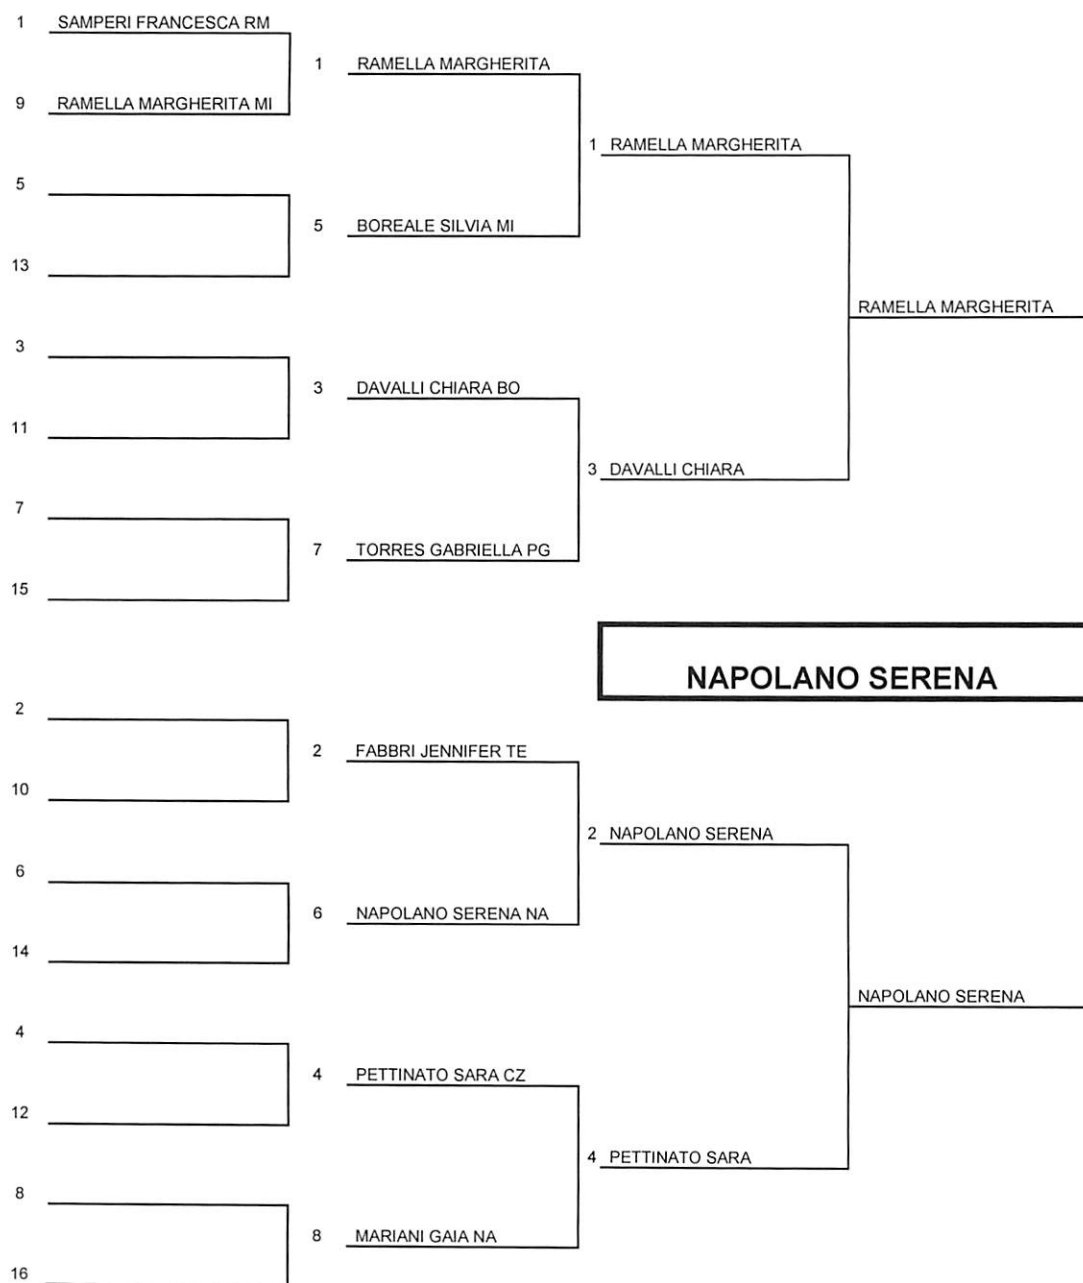 1 SAMPERI FRANCESCA RM
1 RAMELLA MARGHERITA
9 RAMELLA MARGHERITA MI
1 RAMELLA MARGHERITA
5
5 BOREALE SILVIA MI
13
RAMELLA MARGHERITA
3
3 DAVALLI CHIARA BO
11
3 DAVALLI CHIARA
7
7 TORRES GABRIELLA PG
15
NAPOLANO SERENA
2
2 FABBRI JENNIFER TE
10
2 NAPOLANO SERENA
6
6 NAPOLANO SERENA NA
14
NAPOLANO SERENA
4
4 PETTINATO SARA CZ
12
4 PETTINATO SARA
8
8 MARIANI GAIA NA
16